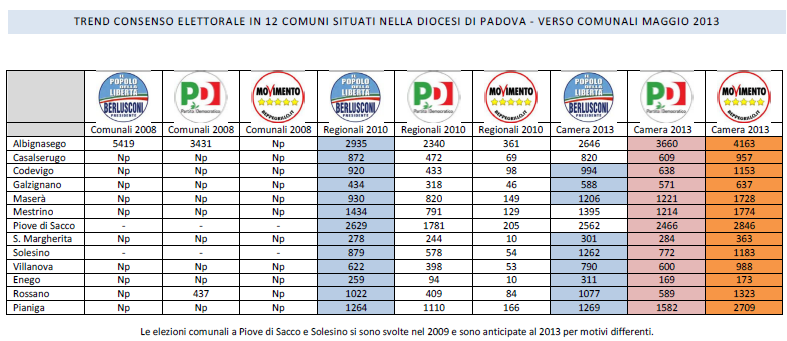 TREND CONSENSO ELETTORALE IN 12 COMUNI SITUATI NELLA DIOCESI DI PADOVA - VERSO COMUNALI MAGGIO 2013
IL POPOLO DELLA LIBERTÀ BERLUSCONI PRESIDENTE PD Partito Democratico MOVIMENTO BEPPEGRILLO.IT IL POPOLO DELLA LIBERTÀ BERLUSCONI PRESIDENTE PD Partito Democratico MOVIMENTO BEPPEGRILLO.IT IL POPOLO DELLA LIBERTÀ BERLUSCONI PRESIDENTE PD Partito Democratico MOVIMENTO BEPPEGRILLO.IT
Comunali 2008 Comunali 2008 Comunali 2008 Regionali 2010 Regionali 2010 Regionali 2010 Camera 2013 Camera 2013 Camera 2013
Albignasego 5419 3431 Np 2935 2340 361 2646 3660 4163
Casalserugo Np Np Np 872 472 69 820 609 957
Codevigo Np Np Np 920 433 98 994 638 1153
Galzignano Np Np Np 434 318 46 588 571 637
Maserà Np Np Np 930 820 149 1206 1221 1728
Mestrino Np Np Np 1434 791 129 1395 1214 1774
Piove di Sacco - - - 2629 1781 205 2562 2466 2846
S. Margherita Np Np Np 278 244 10 301 284 363
Solesino - - - 879 578 54 1262 772 1183
Villanova Np Np Np 622 398 53 790 600 988
Enego Np Np Np 259 94 10 311 169 173
Rossano Np 437 Np 1022 409 84 1077 589 1323
Pianiga Np Np Np 1264 1110 166 1269 1582 2709
Le elezioni comunali a Piove di Sacco e Solesino si sono svolte nel 2009 e sono anticipate al 2013 per motivi differenti.